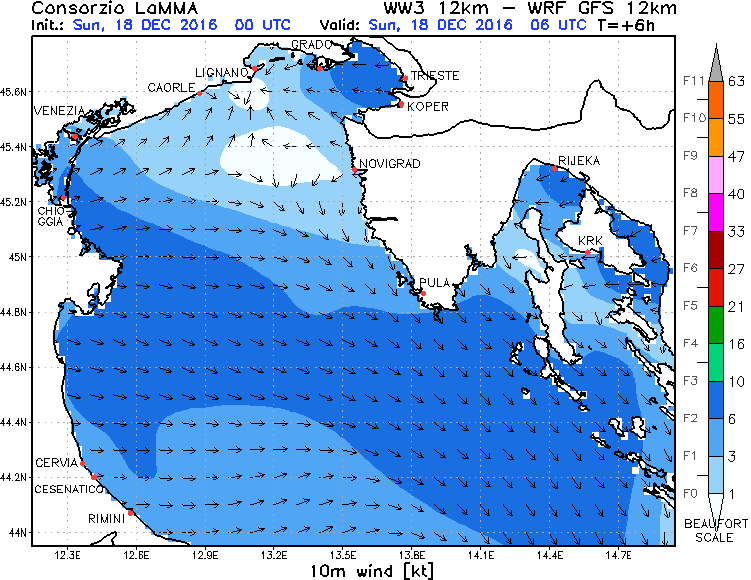 Consorzio LaMMA WW3 12km – WRF GFS 12km
Init.: Sun, 18 DEC 2016 00 UTC Valid: Sun, 18 DEC 2016 06 UTC T=+6h
GRADO
LIGNANO
TRIESTE
CAORLE
KOPER
VENEZIA
NOVIGRAD
RIJEKA
CHIO-
GGIA
KRK
PULA
CERVIA
CESENATICO
RIMINI
45.6N
45.4N
45.2N
45N
44.8N
44.6N
44.4N
44.2N
44N
12.3E 12.6E 12.9E 13.2E 13.5E 13.8E 14.1E 14.4E 14.7E
10m wind [kt]
F11 63
F10 55
F9 47
F8 40
F7 33
F6 27
F5 21
F4 16
F3 10
F2 6
F1 3
F0 1
BEAUFORT
SCALE